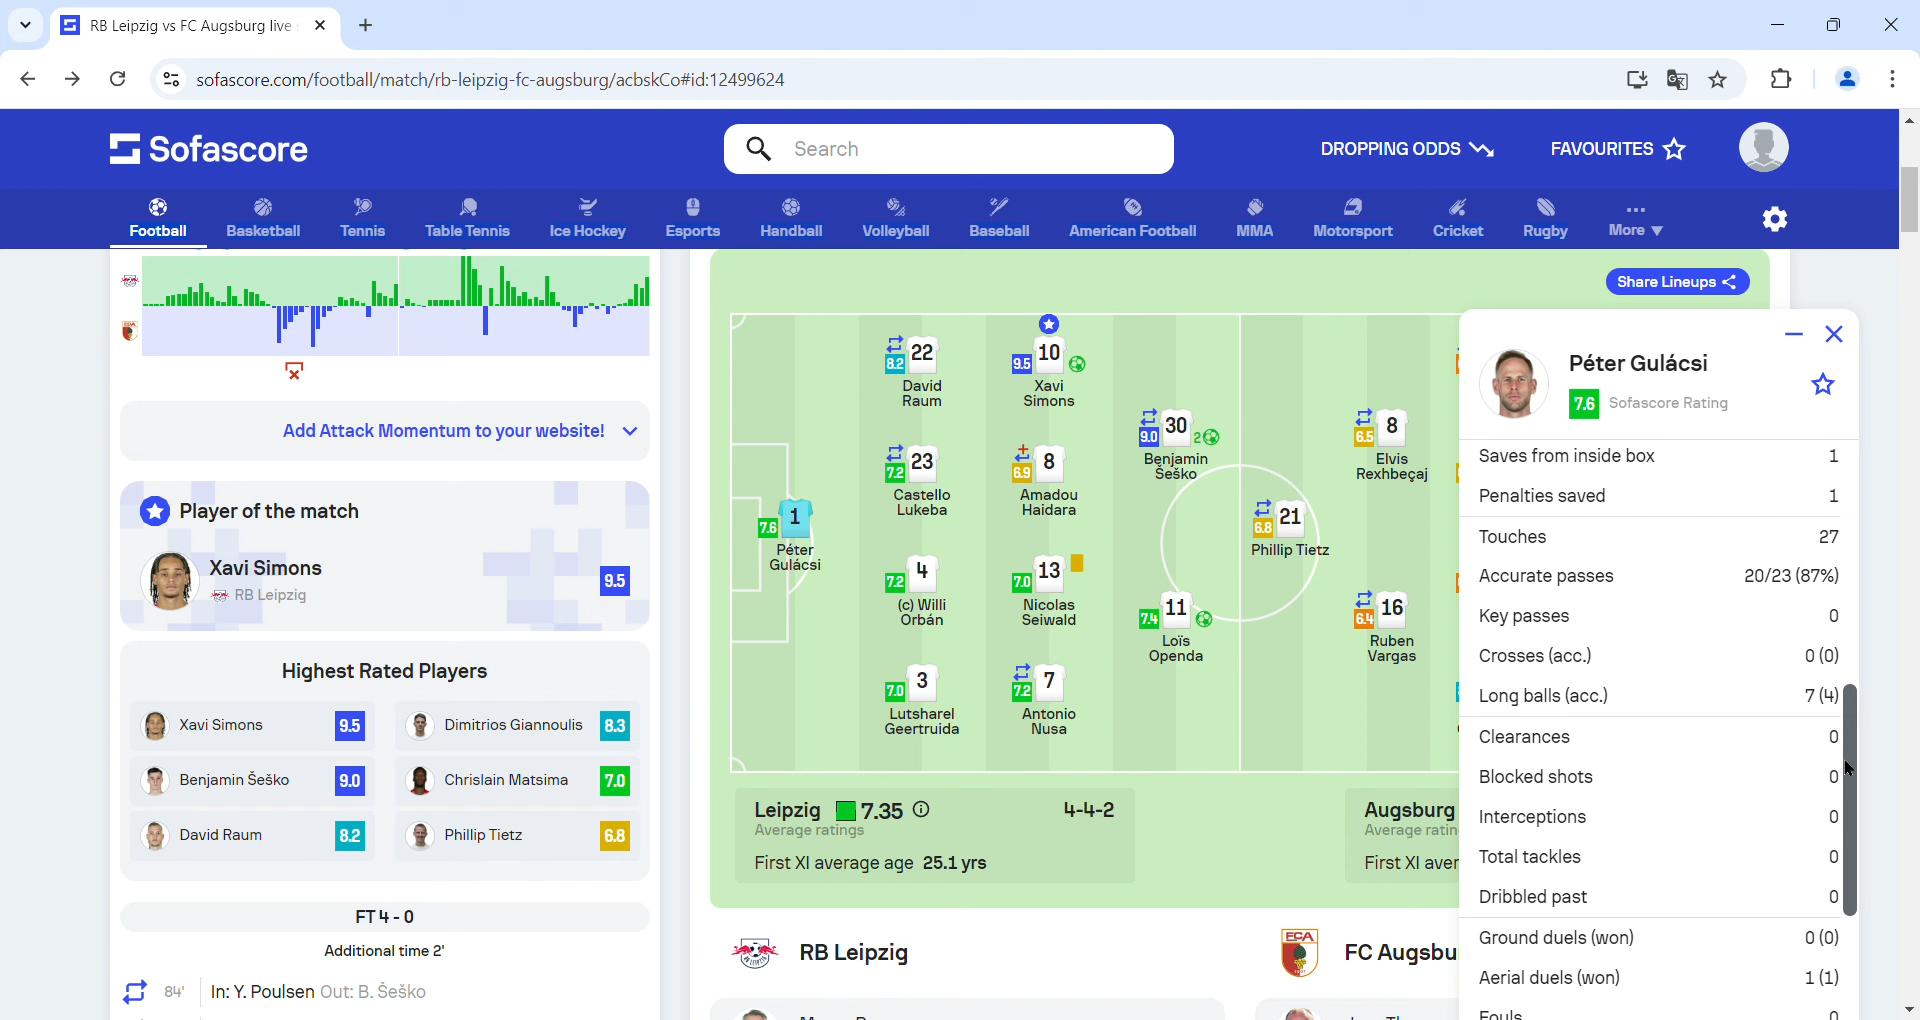 RB Leipzig vs FC Augsburg live
sofascore.com/football/match/rb-leipzig-fc-augsburg/acbskCo#id:12499624
Sofascore
Search
DROPPING ODDS
FAVOURITES
Football
Basketball
Tennis
Table Tennis
Ice Hockey
Esports
Handball
Volleyball
Baseball
American Football
MMA
Motorsport
Cricket
Rugby
More
Add Attack Momentum to your website!
Player of the match
Xavi Simons
RB Leipzig
9.5
Highest Rated Players
Xavi Simons 9.5
Dimitrios Giannoulis 8.3
Benjamin Šeško 9.0
Chrislain Matsima 7.0
David Raum 8.2
Phillip Tietz 6.8
FT 4 - 0
Additional time 2'
84' In: Y. Poulsen Out: B. Šeško
Share Lineups
1
7.6
Péter
Gulácsi
22
8.2
David
Raum
23
7.2
Castello
Lukeba
4
7.2
(c) Willi
Orbán
3
7.0
Lutsharel
Geertruida
10
9.5
Xavi
Simons
8
6.9
Amadou
Haidara
13
7.0
Nicolas
Seiwald
7
7.2
Antonio
Nusa
30
9.0
2
Benjamin
Šeško
11
7.4
Loïs
Openda
21
6.8
Phillip Tietz
8
6.5
Elvis
Rexhbeçaj
16
6.4
Ruben
Vargas
Leipzig 7.35 4-4-2
Average ratings
First XI average age 25.1 yrs
Augsburg
Average
First XI
RB Leipzig
FC
Péter Gulácsi
7.6 Sofascore Rating
Saves from inside box 1
Penalties saved 1
Touches 27
Accurate passes 20/23 (87%)
Key passes 0
Crosses (acc.) 0 (0)
Long balls (acc.) 7 (4)
Clearances 0
Blocked shots 0
Interceptions 0
Total tackles 0
Dribbled past 0
Ground duels (won) 0 (0)
Aerial duels (won) 1 (1)
Fouls 0